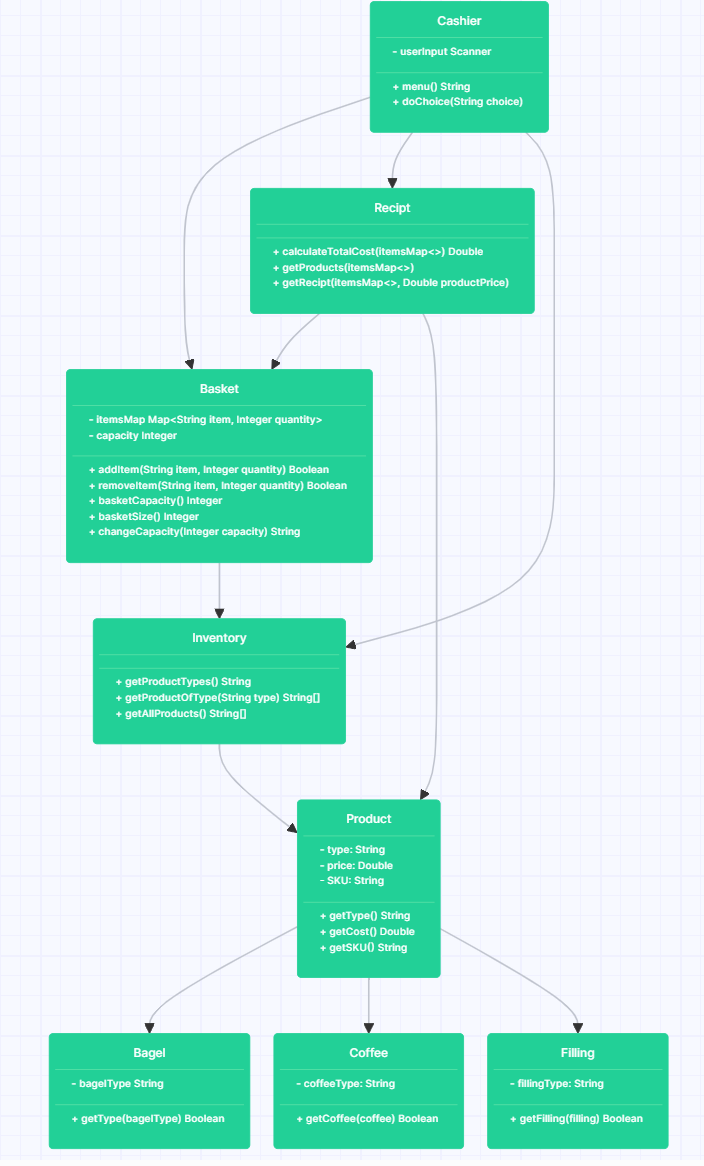 Cashier
- userInput Scanner
+ menu() String
+ doChoice(String choice)
Recipt
+ calculateTotalCost(itemsMap<>) Double
+ getProducts(itemsMap<>)
+ getRecipt(itemsMap<>, Double productPrice)
Basket
- itemsMap Map<String item, Integer quantity>
- capacity Integer
+ addItem(String item, Integer quantity) Boolean
+ removeItem(String item, Integer quantity) Boolean
+ basketCapacity() Integer
+ basketSize() Integer
+ changeCapacity(Integer capacity) String
Inventory
+ getProductTypes() String
+ getProductOfType(String type) String[]
+ getAllProducts() String[]
Product
- type: String
- price: Double
- SKU: String
+ getType() String
+ getCost() Double
+ getSKU() String
Bagel
- bagelType String
+ getType(bagelType) Boolean
Coffee
- coffeeType: String
+ getCoffee(coffee) Boolean
Filling
- fillingType: String
+ getFilling(filling) Boolean